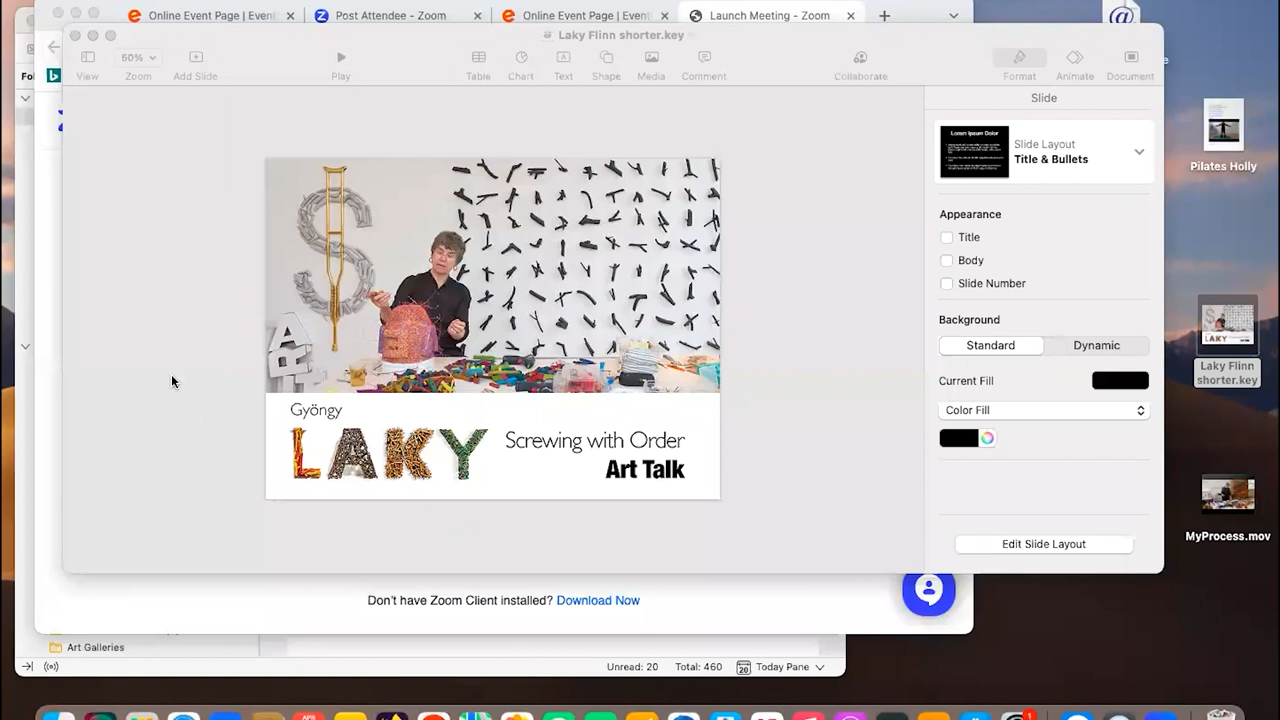 Online Event Page | Event
Post Attendee - Zoom
Online Event Page | Event
Launch Meeting - Zoom
Laky Flinn shorter.key
50%
View
Zoom
Add Slide
Play
Table
Chart
Text
Shape
Media
Comment
Collaborate
Format
Animate
Document
Slide
Lorem Ipsum Dolor
Slide Layout
Title & Bullets
Appearance
Title
Body
Slide Number
Background
Standard
Dynamic
Current Fill
Color Fill
Edit Slide Layout
Gyöngy
LAKY
Screwing with Order
Art Talk
Don't have Zoom Client installed? Download Now
Art Galleries
Unread: 20
Total: 460
Today Pane
Pilates Holly
Laky Flinn
shorter.key
MyProcess.mov